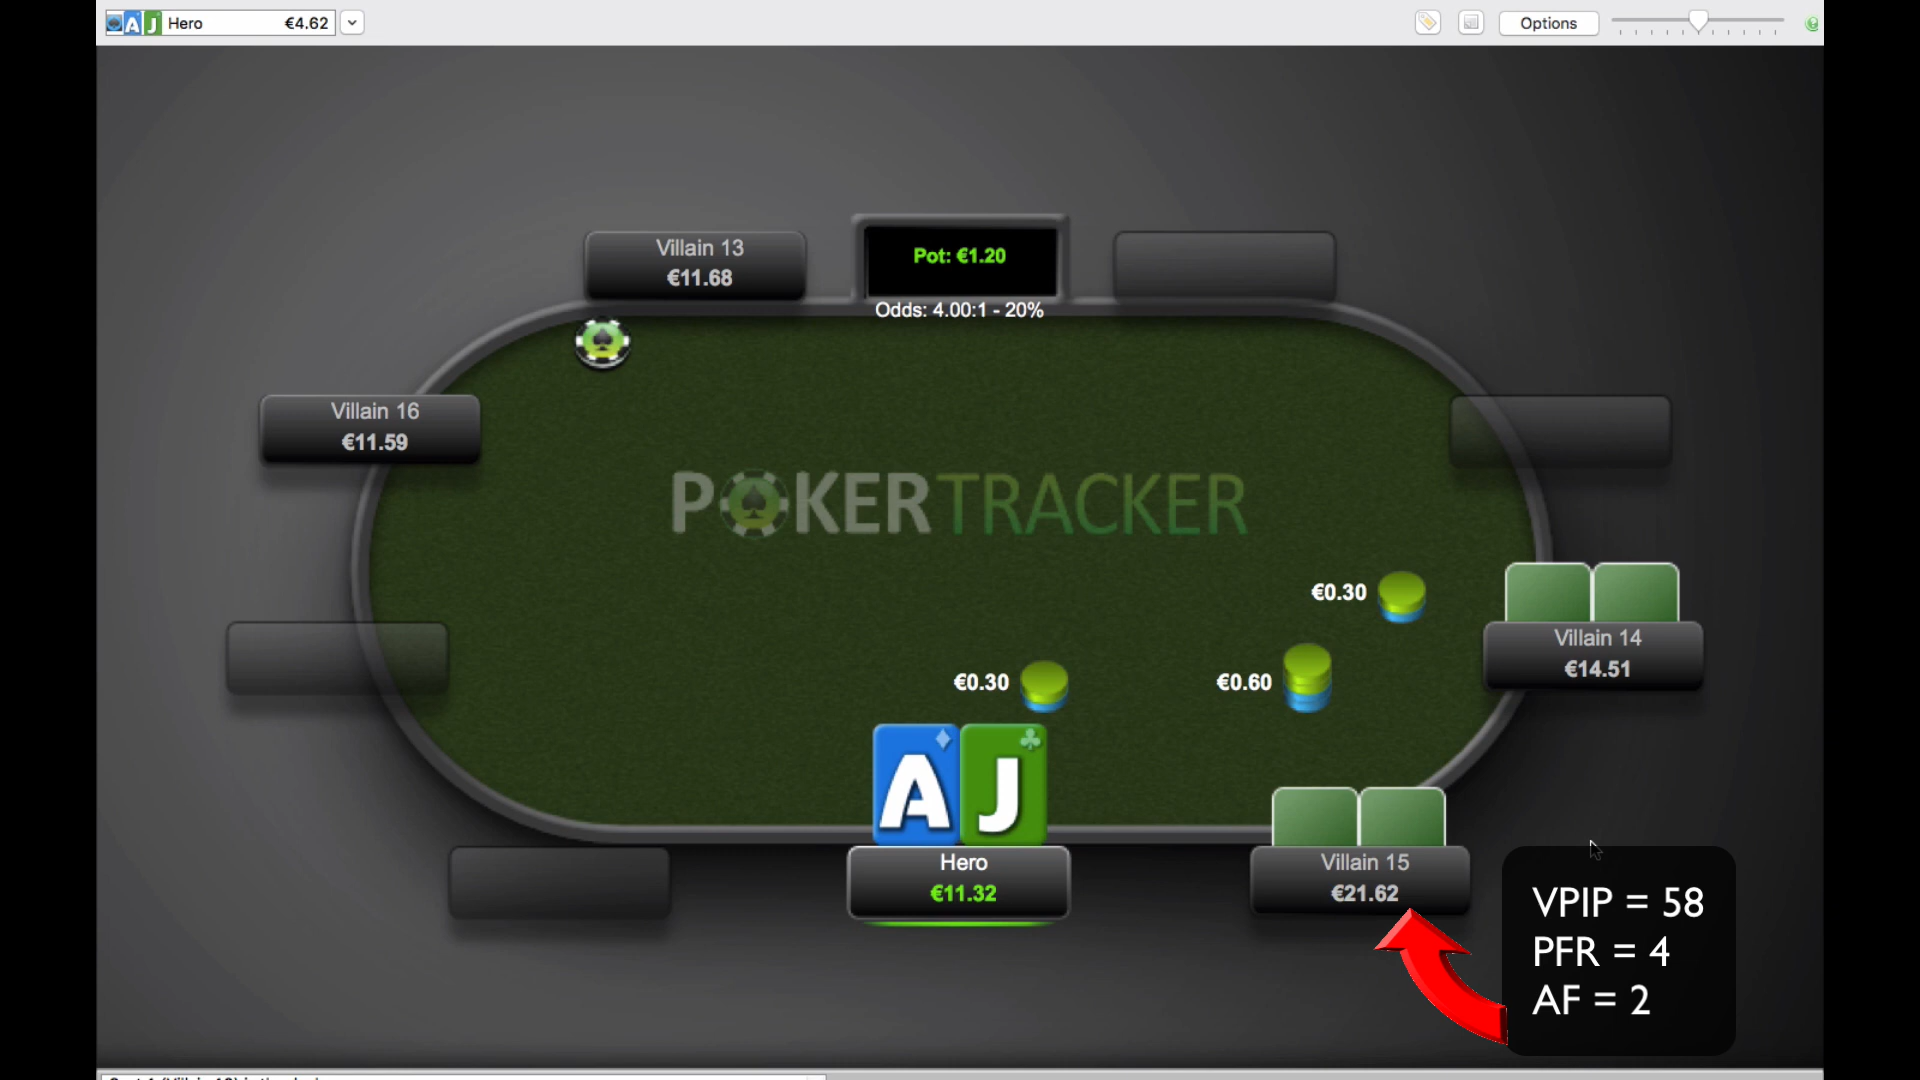 A J Hero €4.62
Options
Villain 13
€11.68
Pot: €1.20
Odds: 4.00:1 - 20%
Villain 16
€11.59
POKERTRACKER
€0.30
Villain 14
€14.51
€0.30
€0.60
A J
Hero
€11.32
Villain 15
€21.62
VPIP = 58
PFR = 4
AF = 2